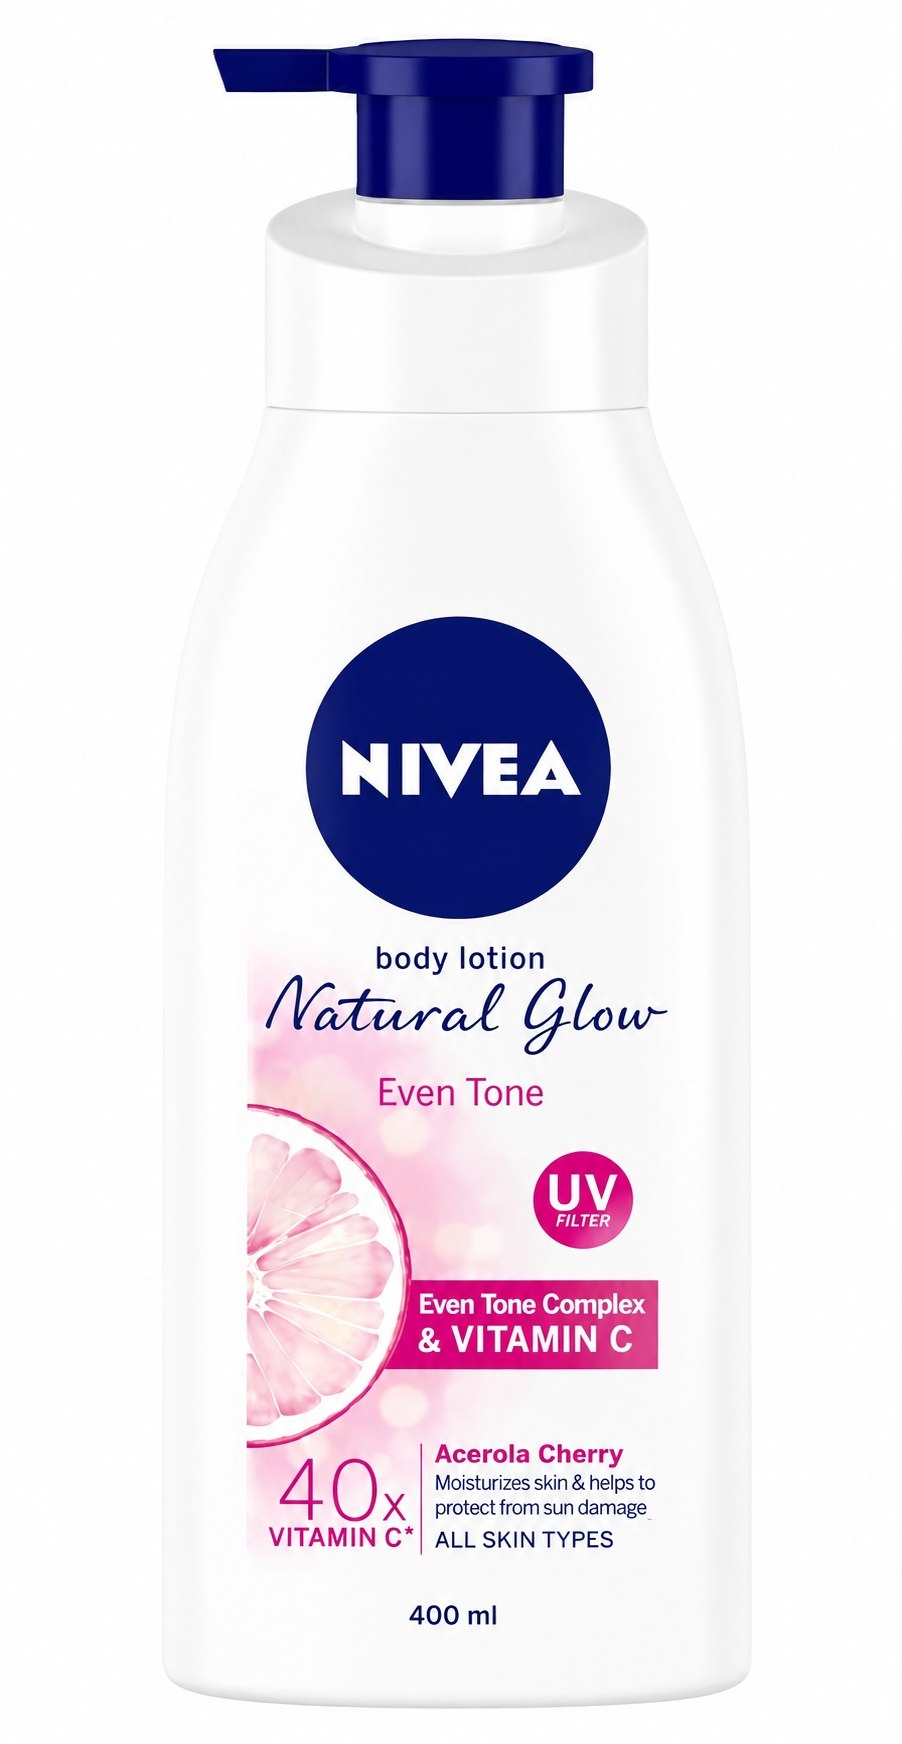 NIVEA
body lotion
Natural Glow
Even Tone
UV
FILTER
Even Tone Complex
& VITAMIN C
40x
VITAMIN C*
Acerola Cherry
Moisturizes skin & helps to
protect from sun damage
ALL SKIN TYPES
400 ml